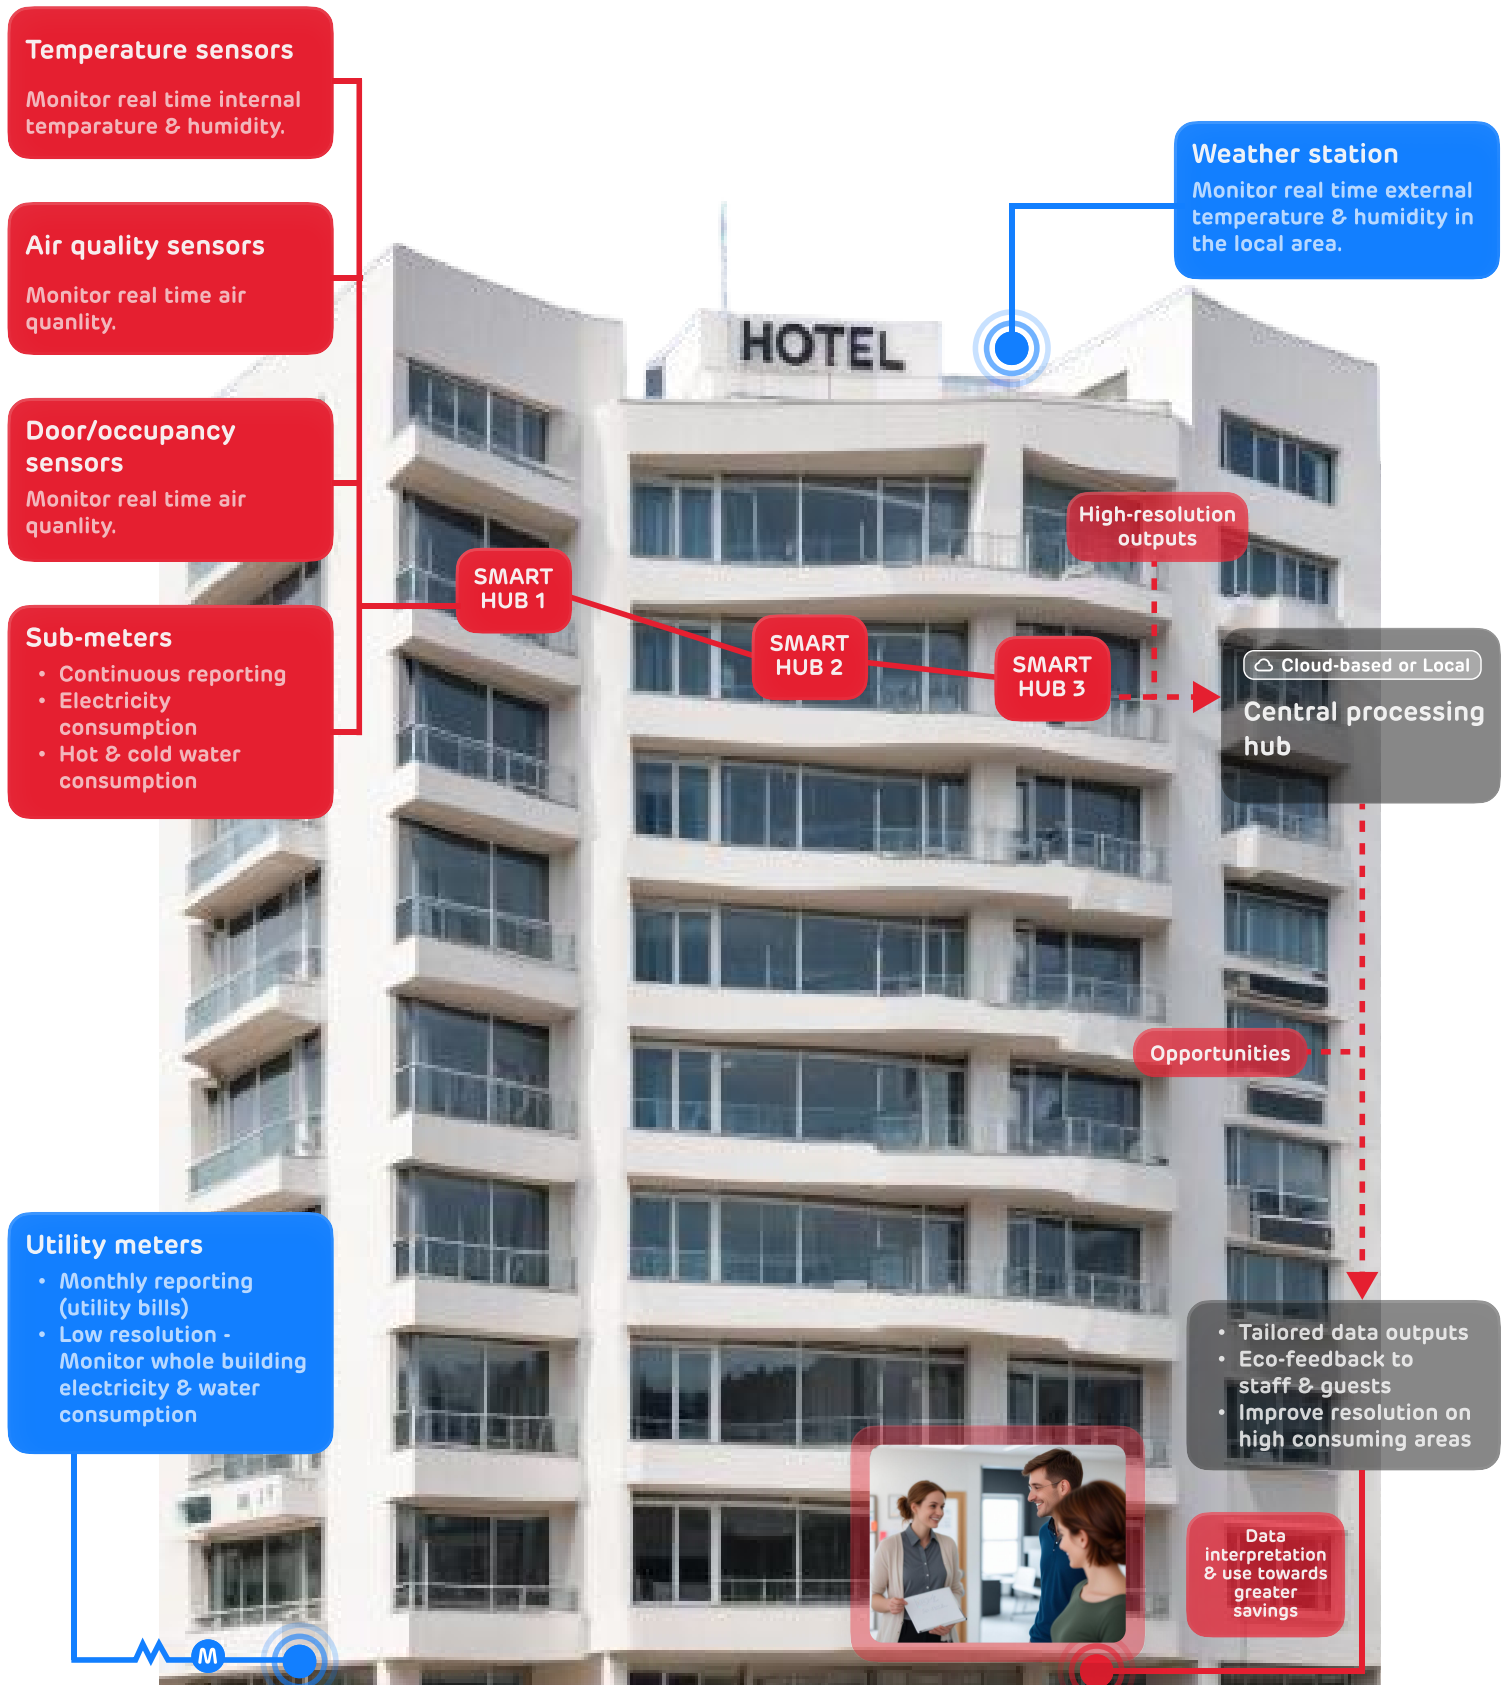 Temperature sensors
Monitor real time internal
temparature & humidity.
Air quality sensors
Monitor real time air
quanlity.
Door/occupancy
sensors
Monitor real time air
quanlity.
Sub-meters
• Continuous reporting
• Electricity
consumption
• Hot & cold water
consumption
Weather station
Monitor real time external
temperature & humidity in
the local area.
HOTEL
High-resolution
outputs
SMART
HUB 1
SMART
HUB 2
SMART
HUB 3
Cloud-based or Local
Central processing
hub
Opportunities
Utility meters
• Monthly reporting
(utility bills)
• Low resolution -
Monitor whole building
electricity & water
consumption
• Tailored data outputs
• Eco-feedback to
staff & guests
• Improve resolution on
high consuming areas
Data
interpretation
& use towards
greater
savings
M